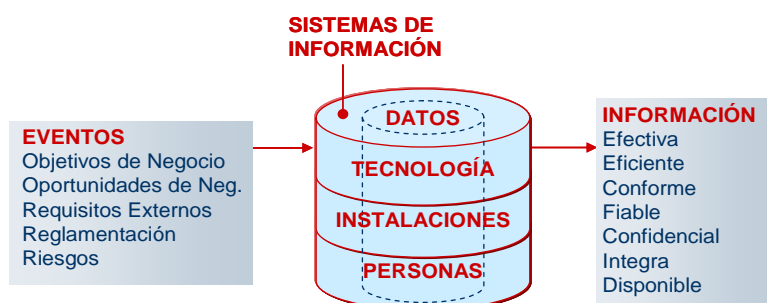 SISTEMAS DE
INFORMACIÓN
EVENTOS
Objetivos de Negocio
Oportunidades de Neg.
Requisitos Externos
Reglamentación
Riesgos
DATOS
TECNOLOGÍA
INSTALACIONES
PERSONAS
INFORMACIÓN
Efectiva
Eficiente
Conforme
Fiable
Confidencial
Integra
Disponible